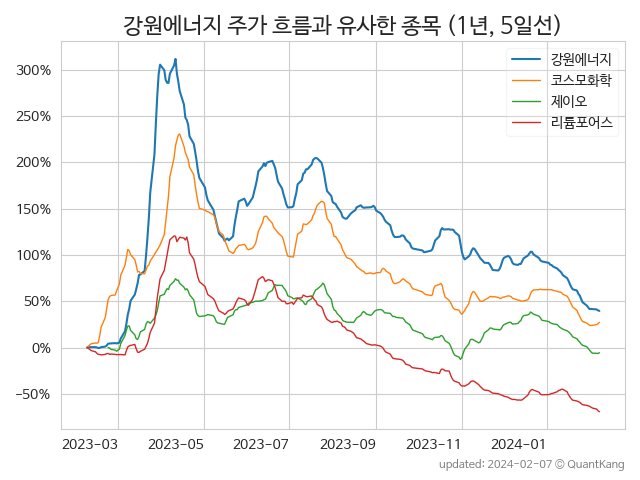 강원에너지 주가 흐름과 유사한 종목 (1년, 5일선)
강원에너지
코스모화학
제이오
리튬포어스
300%
250%
200%
150%
100%
50%
0%
−50%
2023-03
2023-05
2023-07
2023-09
2023-11
2024-01
updated: 2024-02-07 © QuantKang